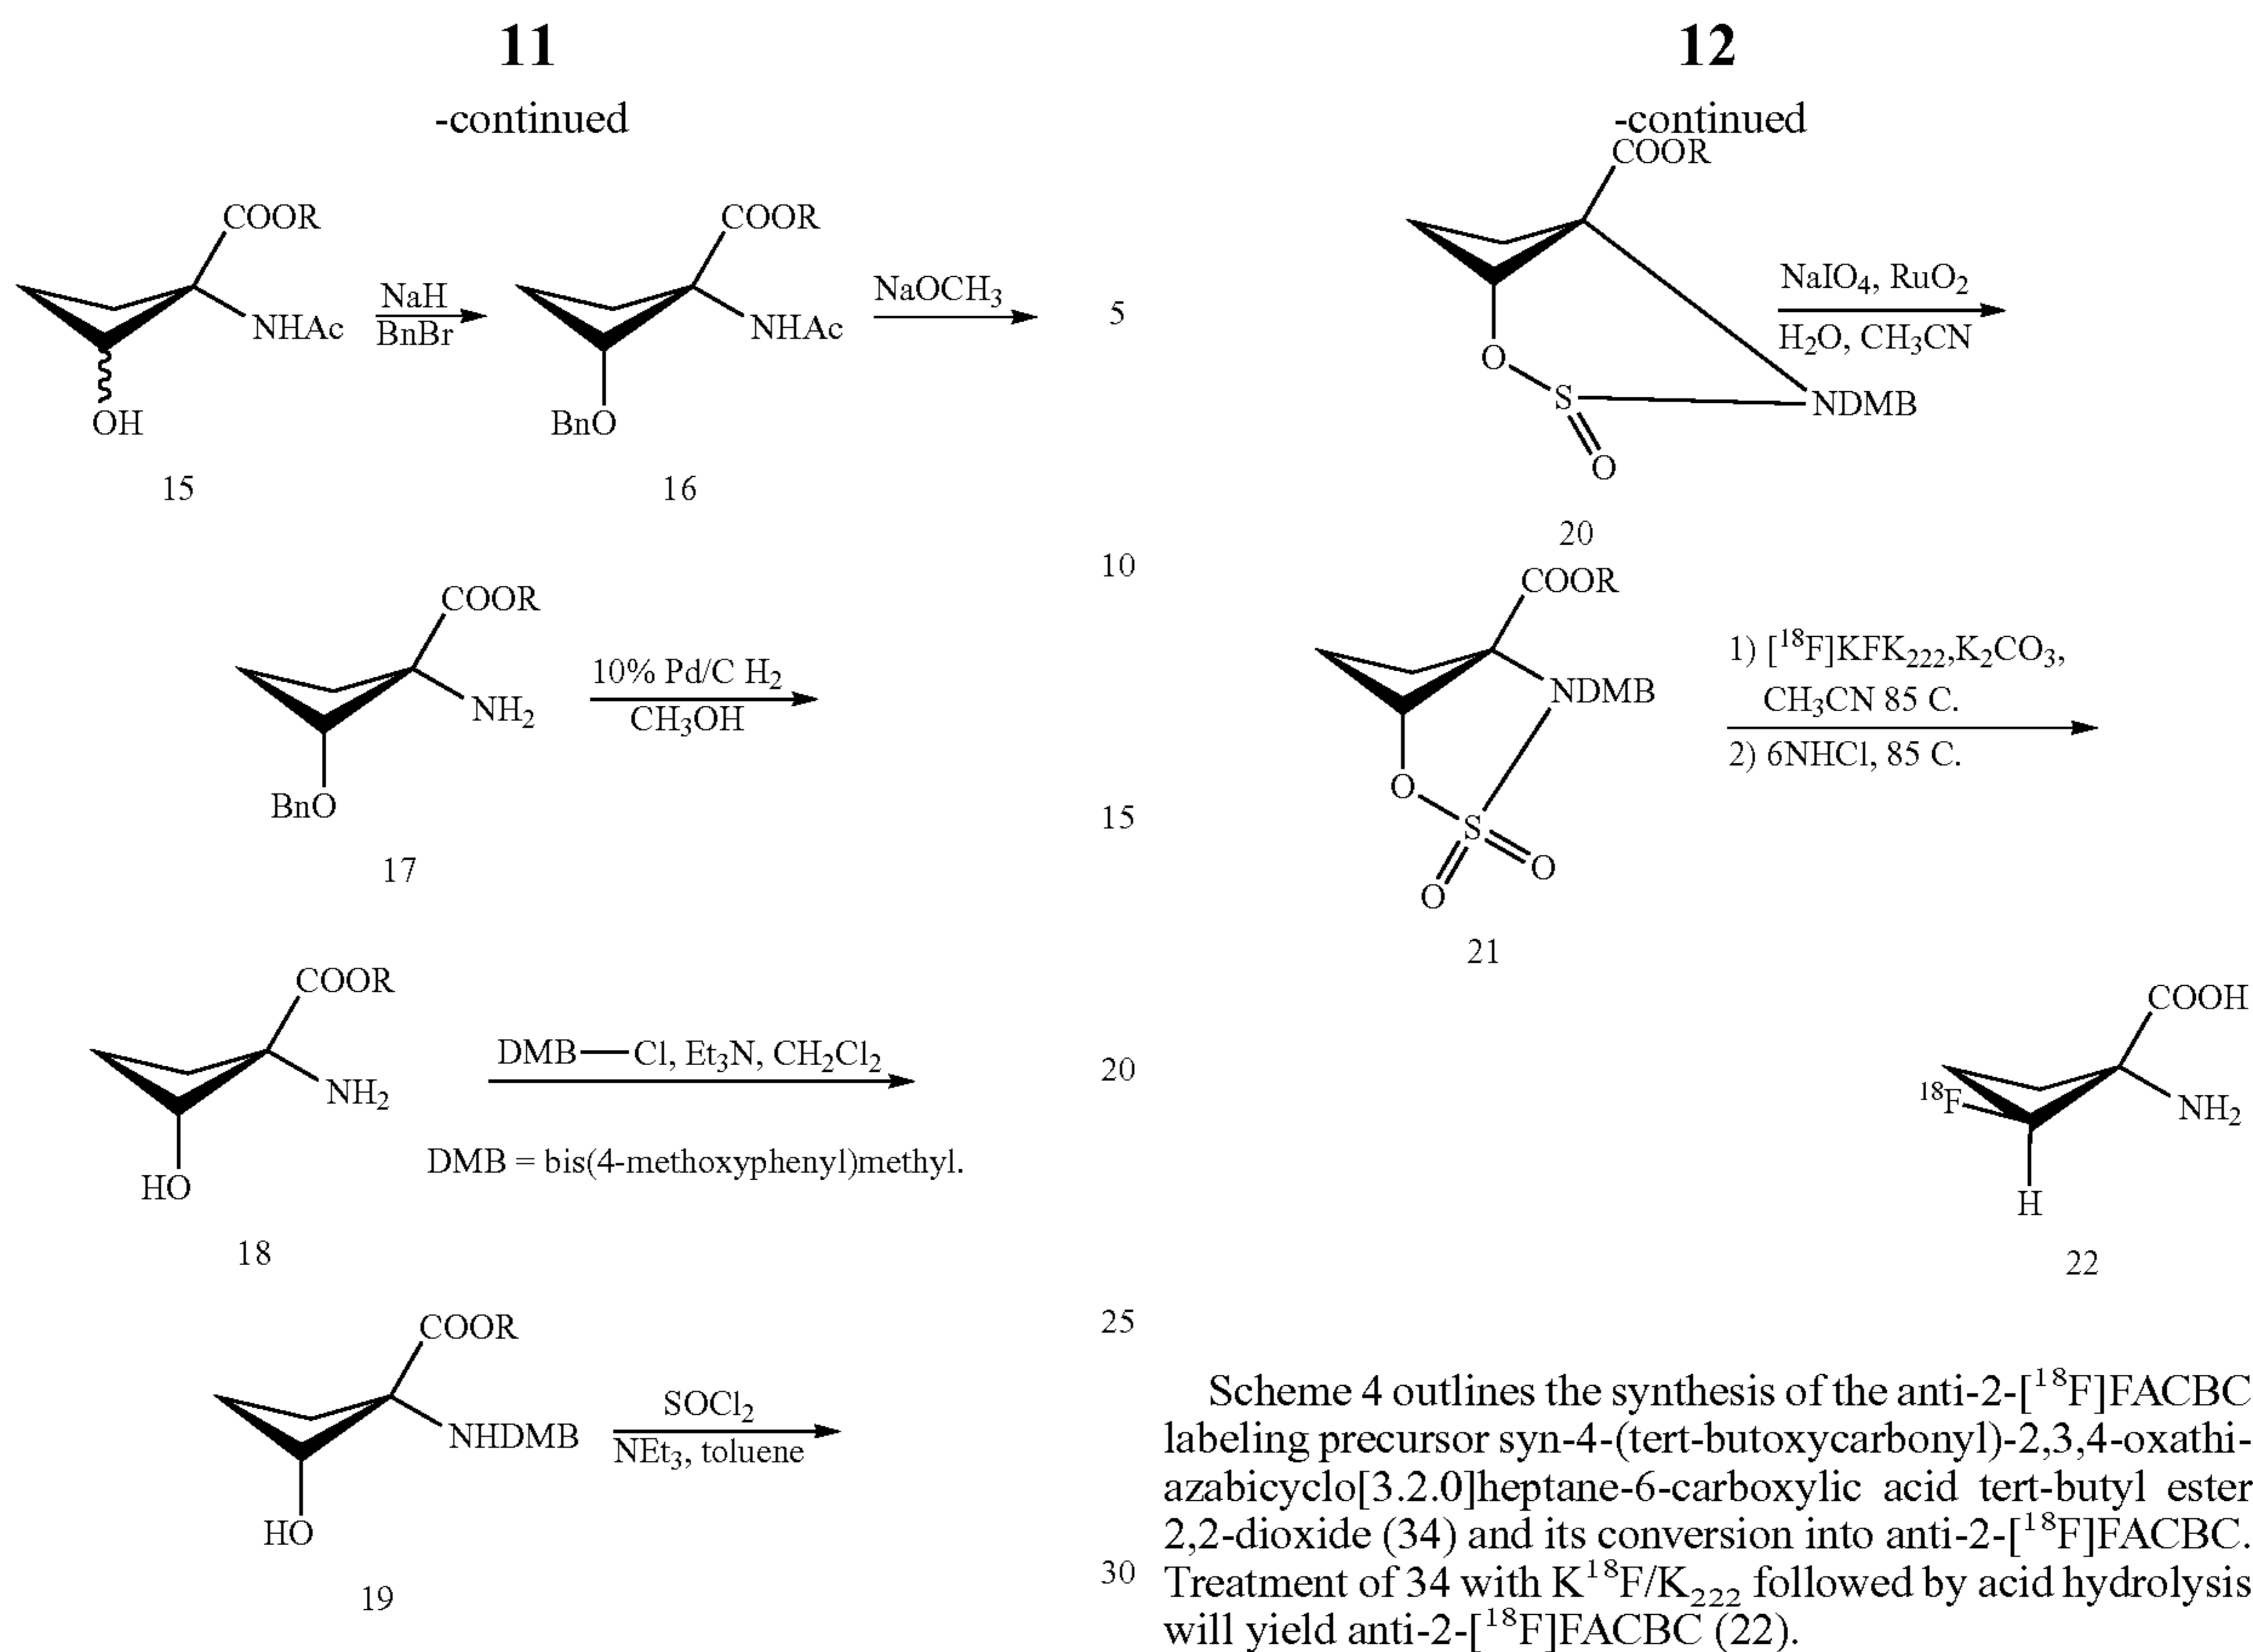 11
-continued
COOR
NHAc
OH
15
NaH
BnBr
COOR
NHAc
BnO
16
NaOCH₃
COOR
NH₂
BnO
17
10% Pd/C H₂
CH₃OH
COOR
NH₂
HO
18
DMB—Cl, Et₃N, CH₂Cl₂
DMB = bis(4-methoxyphenyl)methyl.
COOR
NHDMB
HO
19
SOCl₂
NEt₃, toluene
5
10
15
20
25
30
12
-continued
COOR
O
S
NDMB
O
20
NaIO₄, RuO₂
H₂O, CH₃CN
COOR
NDMB
O
S
O
O
21
1) [¹⁸F]KFK₂₂₂,K₂CO₃,
CH₃CN 85 C.
2) 6NHCl, 85 C.
COOH
¹⁸F
NH₂
H
22
Scheme 4 outlines the synthesis of the anti-2-[¹⁸F]FACBC
labeling precursor syn-4-(tert-butoxycarbonyl)-2,3,4-oxathi-
azabicyclo[3.2.0]heptane-6-carboxylic acid tert-butyl ester
2,2-dioxide (34) and its conversion into anti-2-[¹⁸F]FACBC.
Treatment of 34 with K¹⁸F/K₂₂₂ followed by acid hydrolysis
will yield anti-2-[¹⁸F]FACBC (22).